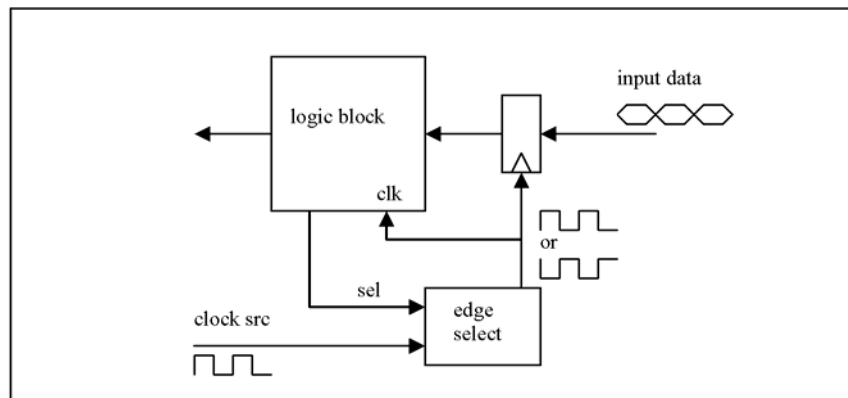 input data
logic block
clk
or
sel
edge
select
clock src